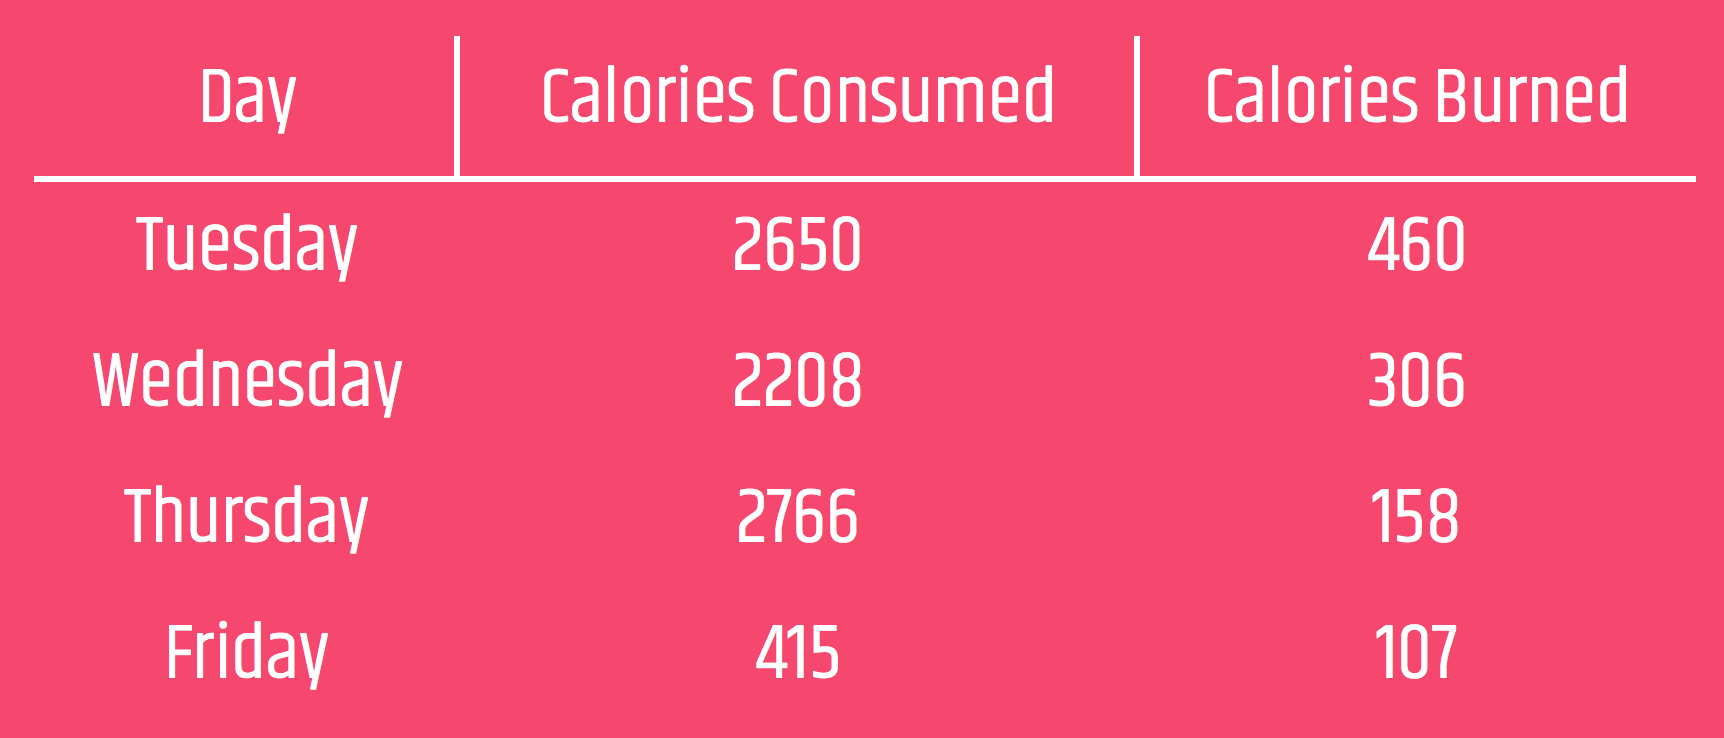 Day Calories Consumed Calories Burned
Tuesday 2650 460
Wednesday 2208 306
Thursday 2766 158
Friday 415 107